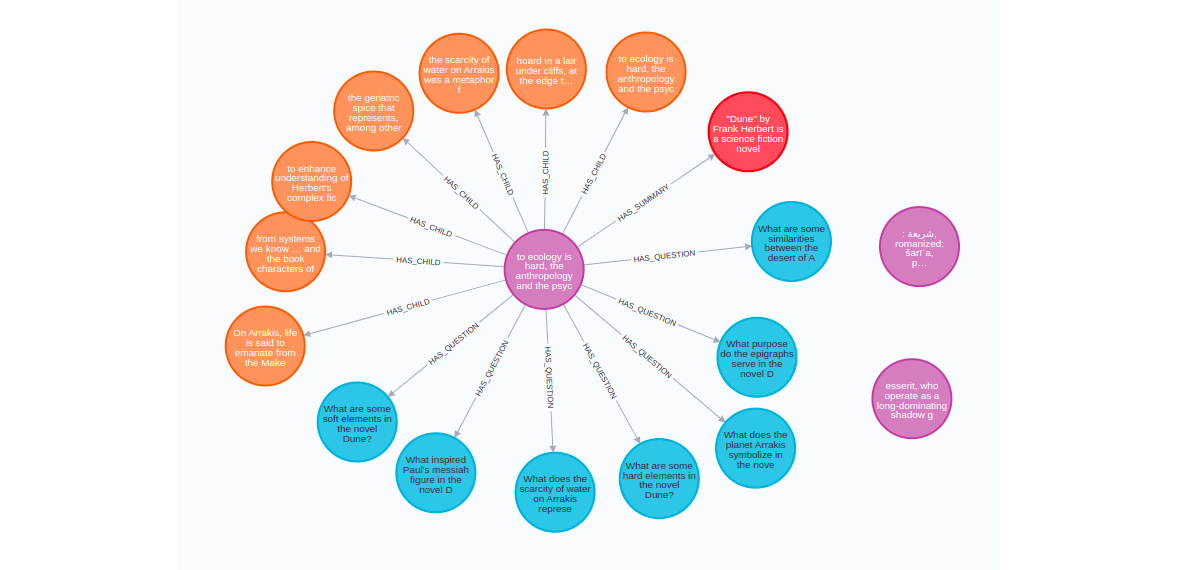 the scarcity of
water on Arrakis
was a metaphor
f
hoard in a lair
under cliffs, at
the edge t…
to ecology is
hard, the
anthropology
and the psyc
the geriatric
spice that
represents,
among other
"Dune" by
Frank Herbert is
a science fiction
novel
to enhance
understanding of
Herbert's
complex fic
from systems
we know … and
the book
characters of
On Arrakis, life
is said to
emanate from
the Make
to ecology is
hard, the
anthropology
and the psyc
What are some
similarities
between the
desert of A
: شريعة,
romanized:
šarīʿa,
p…
What purpose
do the epigraphs
serve in the
novel D
esserit, who
operate as a
long-dominating
shadow g
What are some
soft elements in
the novel
Dune?
What inspired
Paul's messiah
figure in the
novel D
What does the
scarcity of water
on Arrakis
represe
What are some
hard elements in
the novel
Dune?
What does the
planet Arrakis
symbolize in
the nove
HAS_CHILD
HAS_CHILD
HAS_CHILD
HAS_CHILD
HAS_CHILD
HAS_CHILD
HAS_CHILD
HAS_SUMMARY
HAS_QUESTION
HAS_QUESTION
HAS_QUESTION
HAS_QUESTION
HAS_QUESTION
HAS_QUESTION
HAS_QUESTION